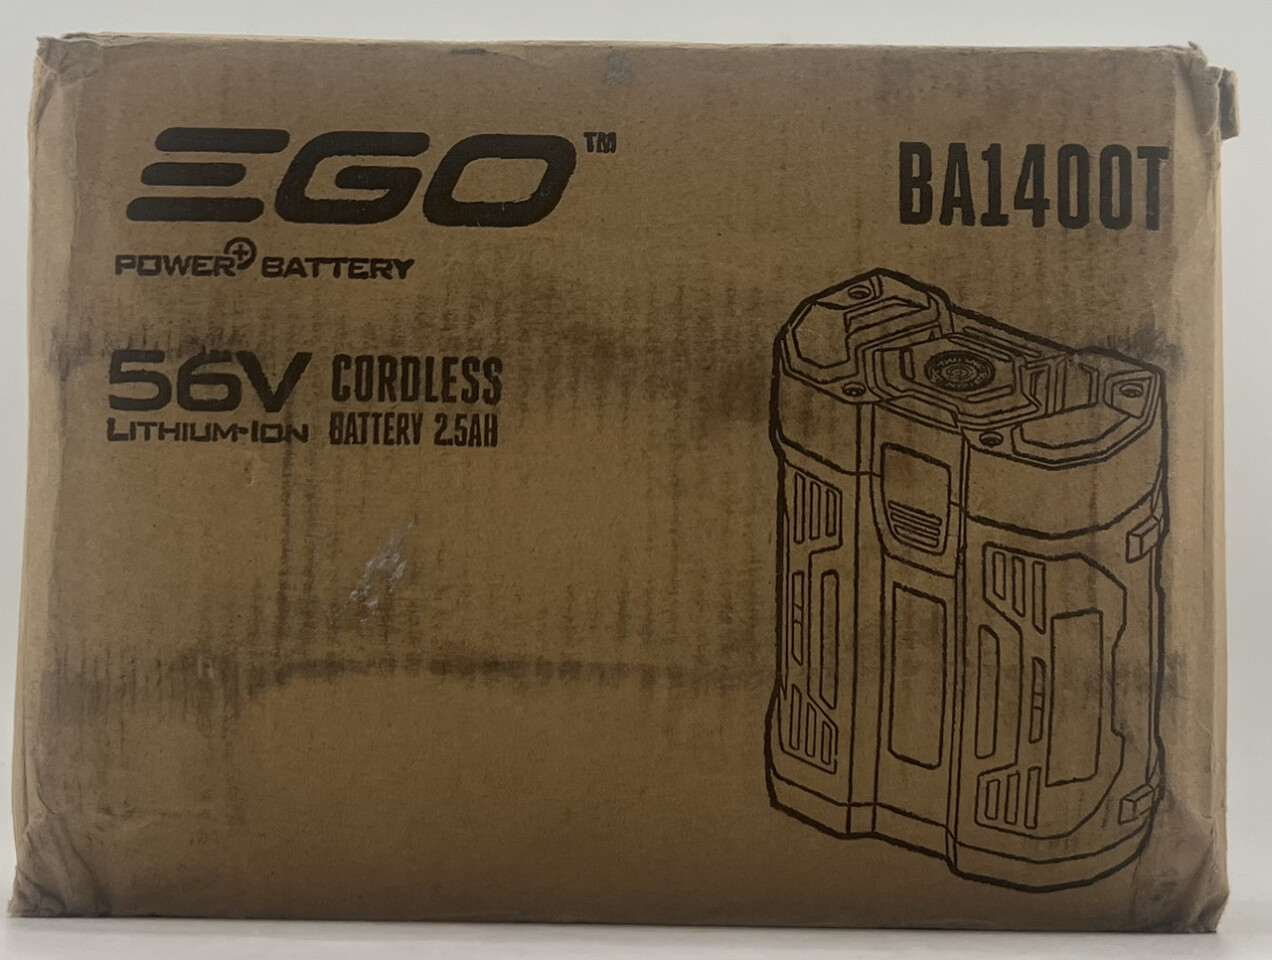 EGO™
BA1400T
POWER+ BATTERY
56V CORDLESS
LITHIUM-ION BATTERY 2.5AH